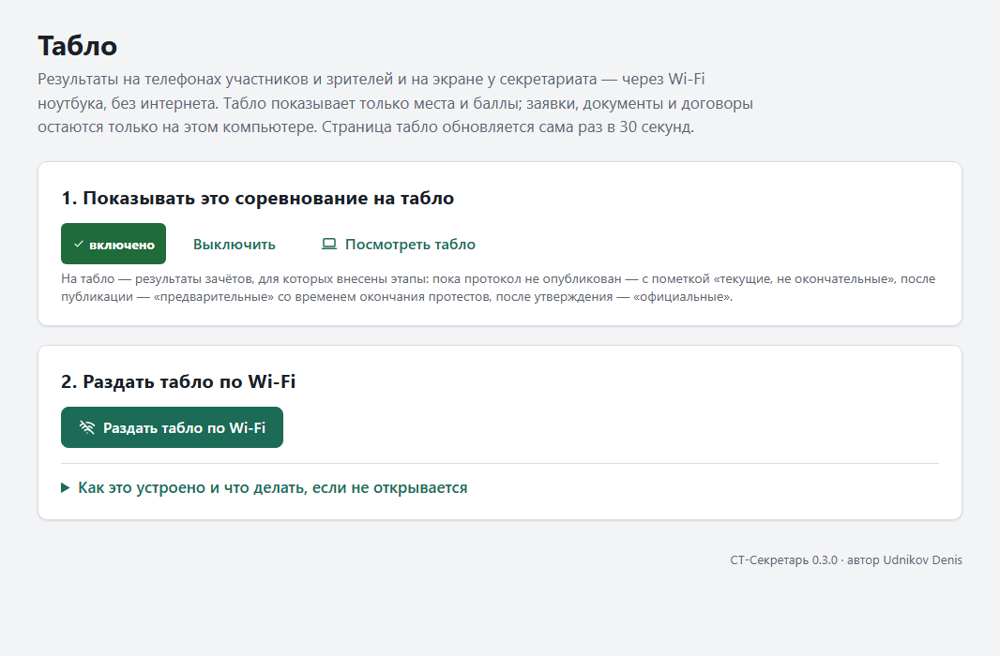 Табло
Результаты на телефонах участников и зрителей и на экране у секретариата — через Wi-Fi
ноутбука, без интернета. Табло показывает только места и баллы; заявки, документы и договоры
остаются только на этом компьютере. Страница табло обновляется сама раз в 30 секунд.
1. Показывать это соревнование на табло
✓ включено Выключить Посмотреть табло
На табло — результаты зачётов, для которых внесены этапы: пока протокол не опубликован — с пометкой «текущие, не окончательные», после
публикации — «предварительные» со временем окончания протестов, после утверждения — «официальные».
2. Раздать табло по Wi-Fi
Раздать табло по Wi-Fi
Как это устроено и что делать, если не открывается
СТ-Секретарь 0.3.0 · автор Udnikov Denis